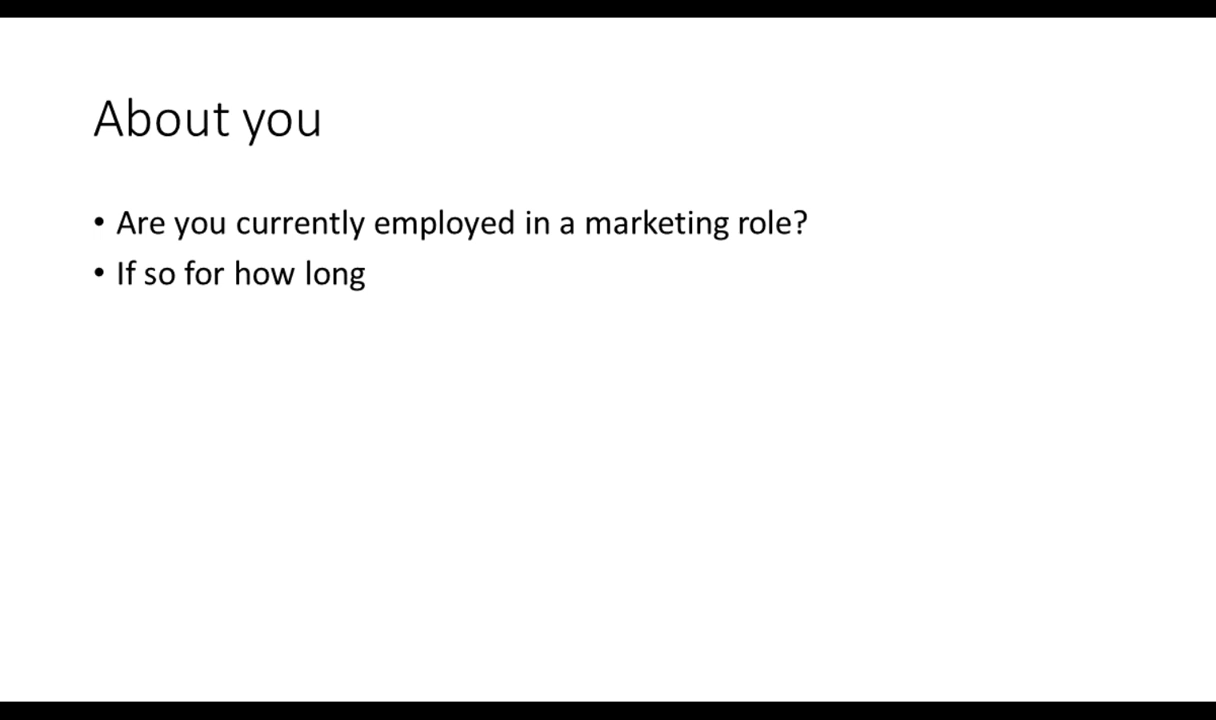 About you
• Are you currently employed in a marketing role?
• If so for how long